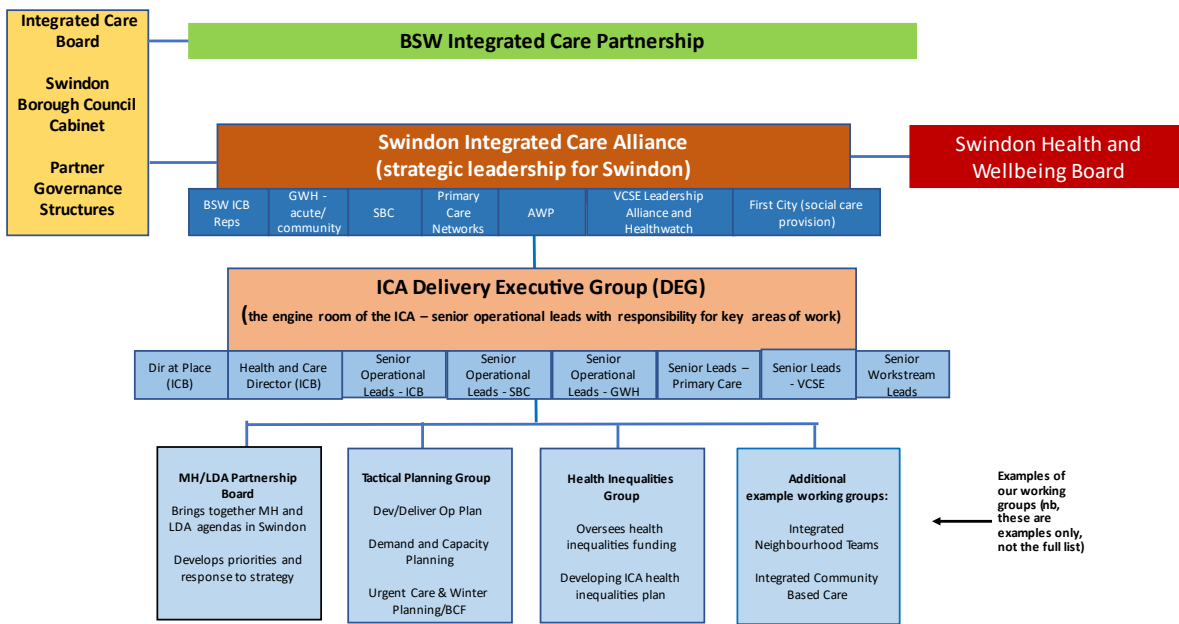 Integrated Care
Board
Swindon
Borough Council
Cabinet
Partner
Governance
Structures
BSW Integrated Care Partnership
Swindon Integrated Care Alliance
(strategic leadership for Swindon)
Swindon Health and
Wellbeing Board
BSW ICB
Reps
GWH -
acute/
community
SBC
Primary
Care
Networks
AWP
VCSE Leadership
Alliance and
Healthwatch
First City (social care
provision)
ICA Delivery Executive Group (DEG)
(the engine room of the ICA – senior operational leads with responsibility for key areas of work)
Dir at Place
(ICB)
Health and Care
Director (ICB)
Senior
Operational
Leads - ICB
Senior
Operational
Leads - SBC
Senior
Operational
Leads - GWH
Senior Leads –
Primary Care
Senior Leads
- VCSE
Senior
Workstream
Leads
MH/LDA Partnership
Board
Brings together MH and
LDA agendas in Swindon
Develops priorities and
response to strategy
Tactical Planning Group
Dev/Deliver Op Plan
Demand and Capacity
Planning
Urgent Care & Winter
Planning/BCF
Health Inequalities
Group
Oversees health
inequalities funding
Developing ICA health
inequalities plan
Additional
example working groups:
Integrated
Neighbourhood Teams
Integrated Community
Based Care
Examples of
our working
groups (nb,
these are
examples only,
not the full list)